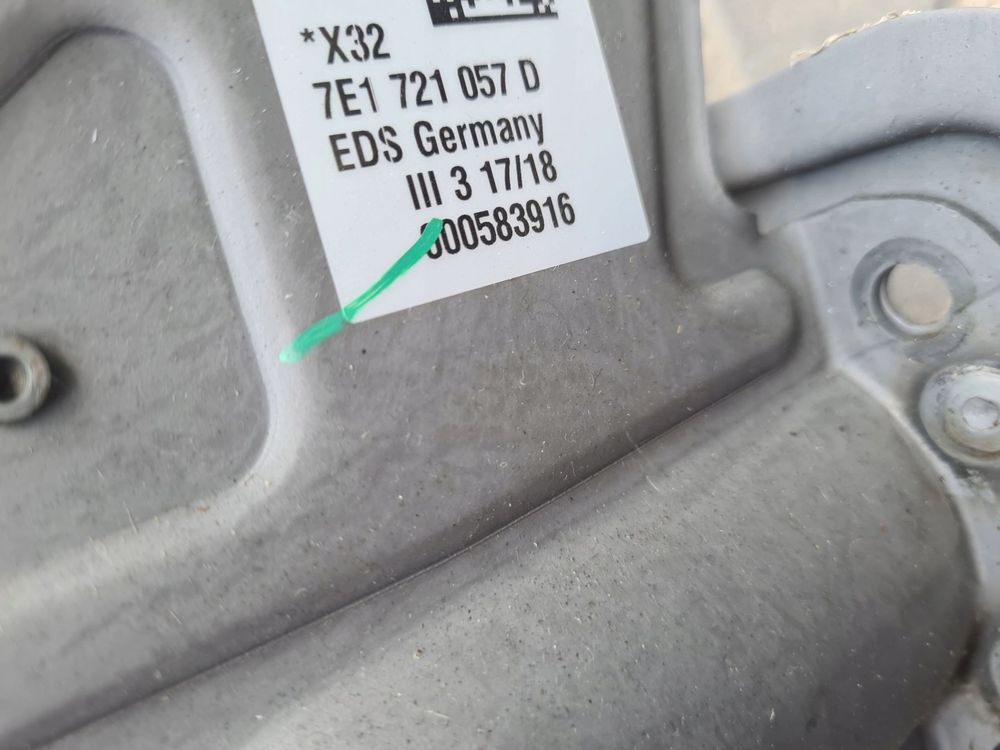 *X32
7E1 721 057 D
EDS Germany
III 3 17/18
000583916